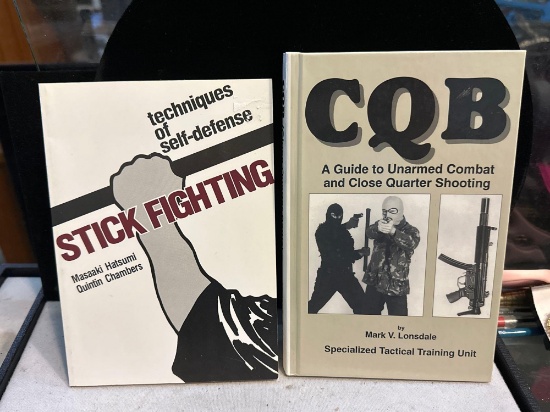 techniques
of
self-defense
STICK FIGHTING
Masaaki Hatsumi
Quintin Chambers
CQB
A Guide to Unarmed Combat
and Close Quarter Shooting
by
Mark V. Lonsdale
Specialized Tactical Training Unit